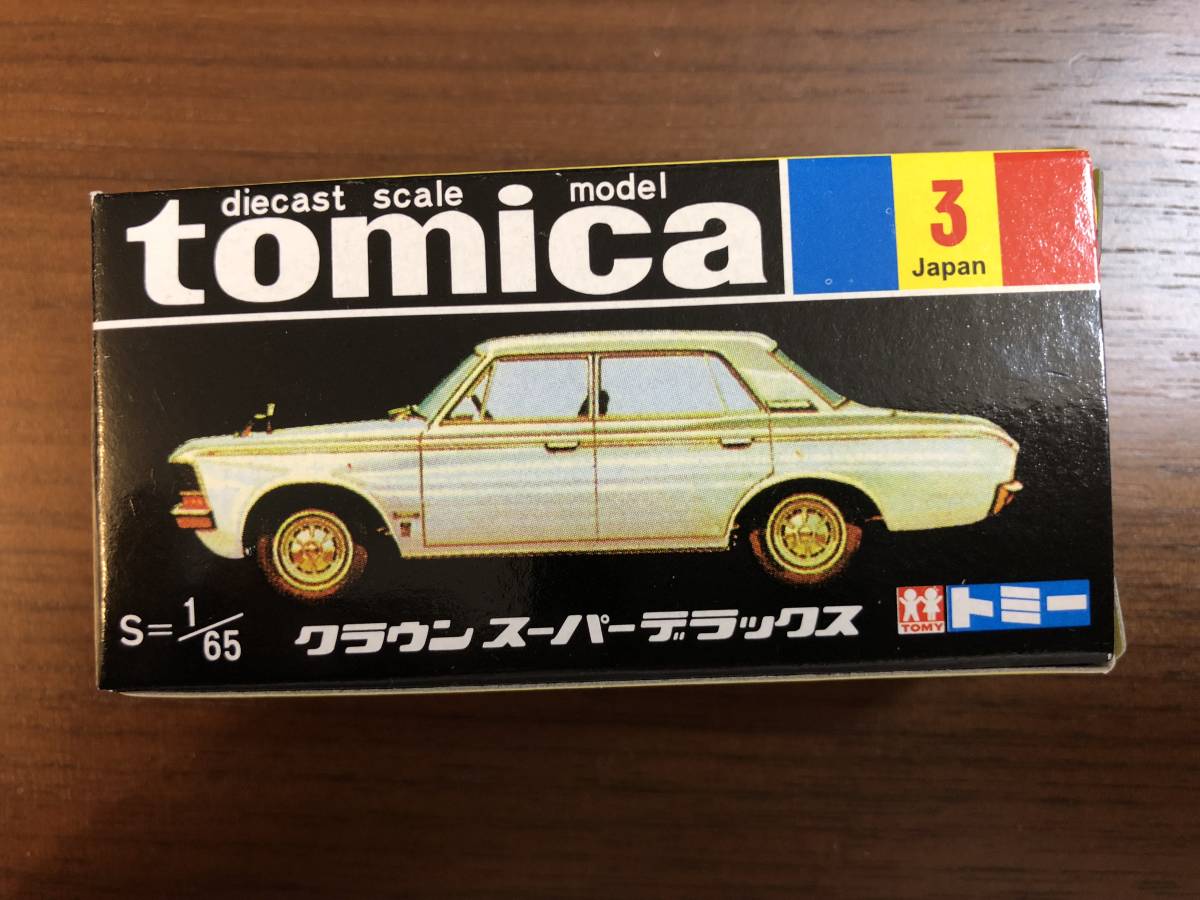 diecast scale model
tomica
3
Japan
S=1/65
クラウン スーパーデラックス
TOMY
トミー